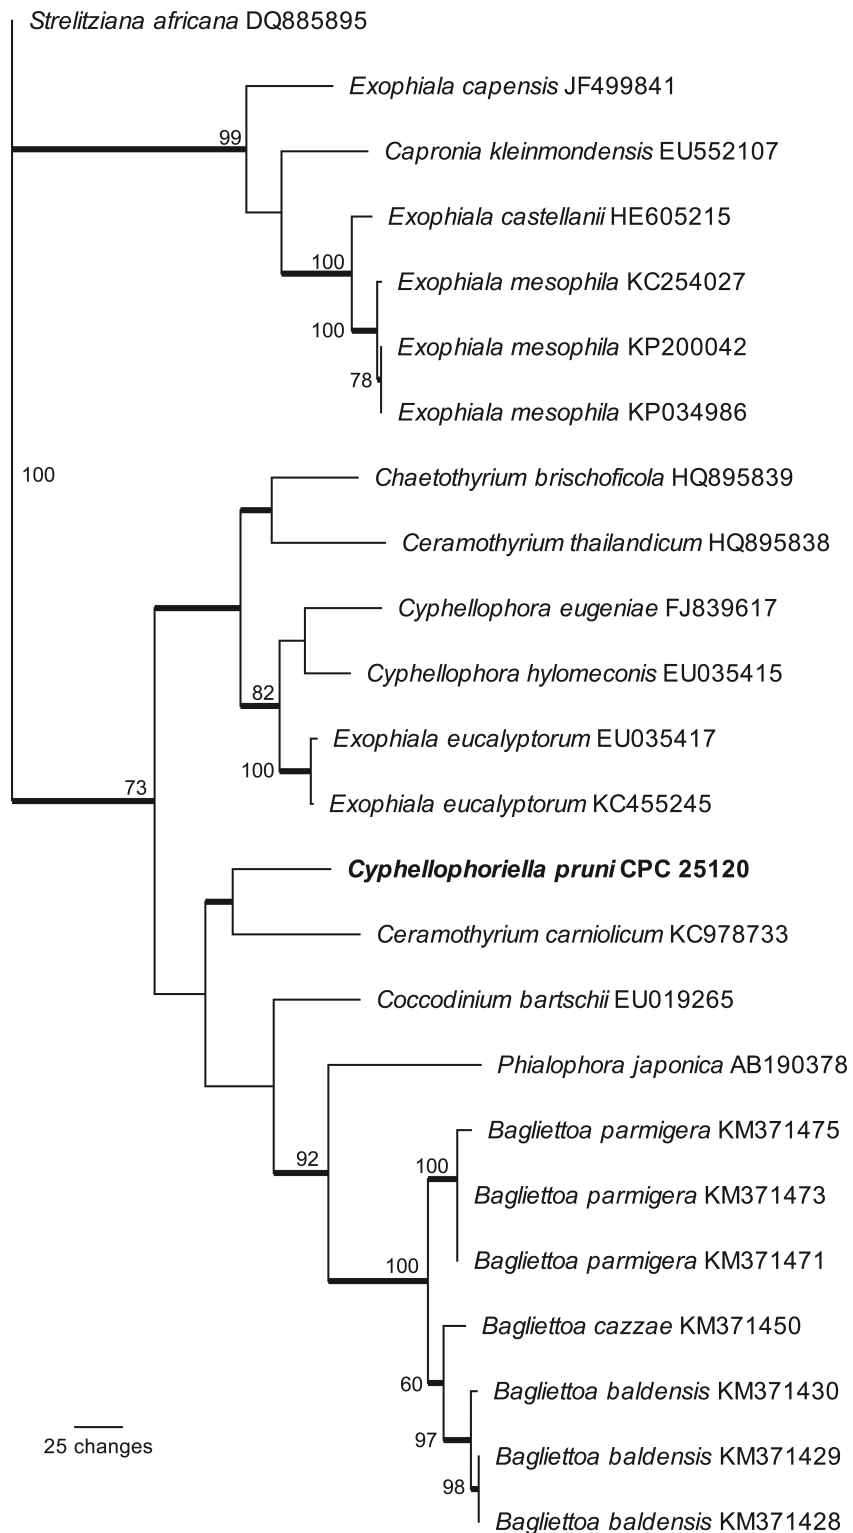 Strelitziana africana DQ885895
Exophiala capensis JF499841
99
Capronia kleinmondensis EU552107
Exophiala castellanii HE605215
100
Exophiala mesophila KC254027
100
Exophiala mesophila KP200042
78
Exophiala mesophila KP034986
100
Chaetothyrium brischoficola HQ895839
Ceramothyrium thailandicum HQ895838
Cyphellophora eugeniae FJ839617
Cyphellophora hylomeconis EU035415
82
Exophiala eucalyptorum EU035417
100
73
Exophiala eucalyptorum KC455245
Cyphellophoriella pruni CPC 25120
Ceramothyrium carniolicum KC978733
Coccodinium bartschii EU019265
Phialophora japonica AB190378
Bagliettoa parmigera KM371475
92
100
Bagliettoa parmigera KM371473
Bagliettoa parmigera KM371471
100
Bagliettoa cazzae KM371450
60
Bagliettoa baldensis KM371430
97
25 changes
Bagliettoa baldensis KM371429
98
Bagliettoa baldensis KM371428